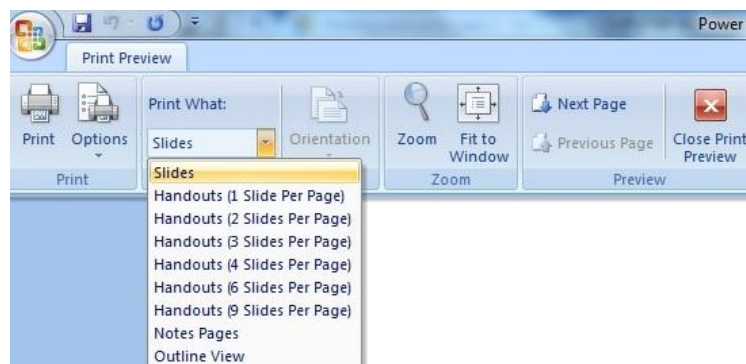 Power
Print Preview
Print What:
Next Page
Print Options Slides Orientation Zoom Fit to Window Previous Page Close Print Preview
Print Zoom Preview
Slides
Handouts (1 Slide Per Page)
Handouts (2 Slides Per Page)
Handouts (3 Slides Per Page)
Handouts (4 Slides Per Page)
Handouts (6 Slides Per Page)
Handouts (9 Slides Per Page)
Notes Pages
Outline View